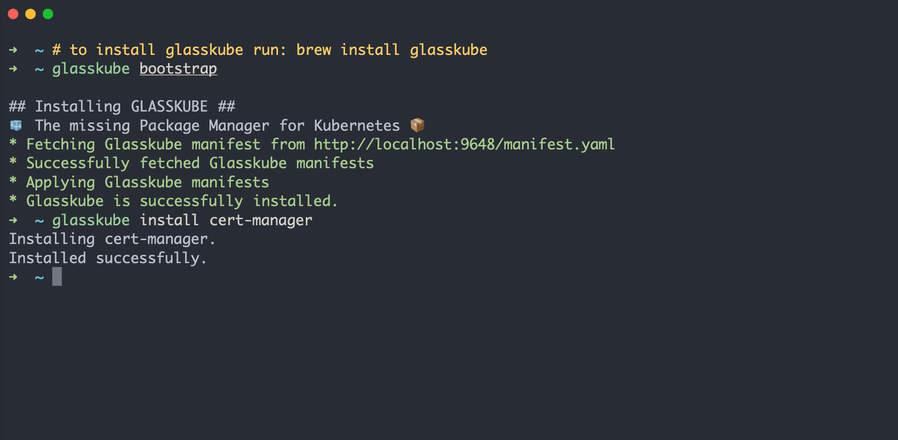 ➜ ~ # to install glasskube run: brew install glasskube
➜ ~ glasskube bootstrap
## Installing GLASSKUBE ##
🧊 The missing Package Manager for Kubernetes 📦
* Fetching Glasskube manifest from http://localhost:9648/manifest.yaml
* Successfully fetched Glasskube manifests
* Applying Glasskube manifests
* Glasskube is successfully installed.
➜ ~ glasskube install cert-manager
Installing cert-manager.
Installed successfully.
➜ ~